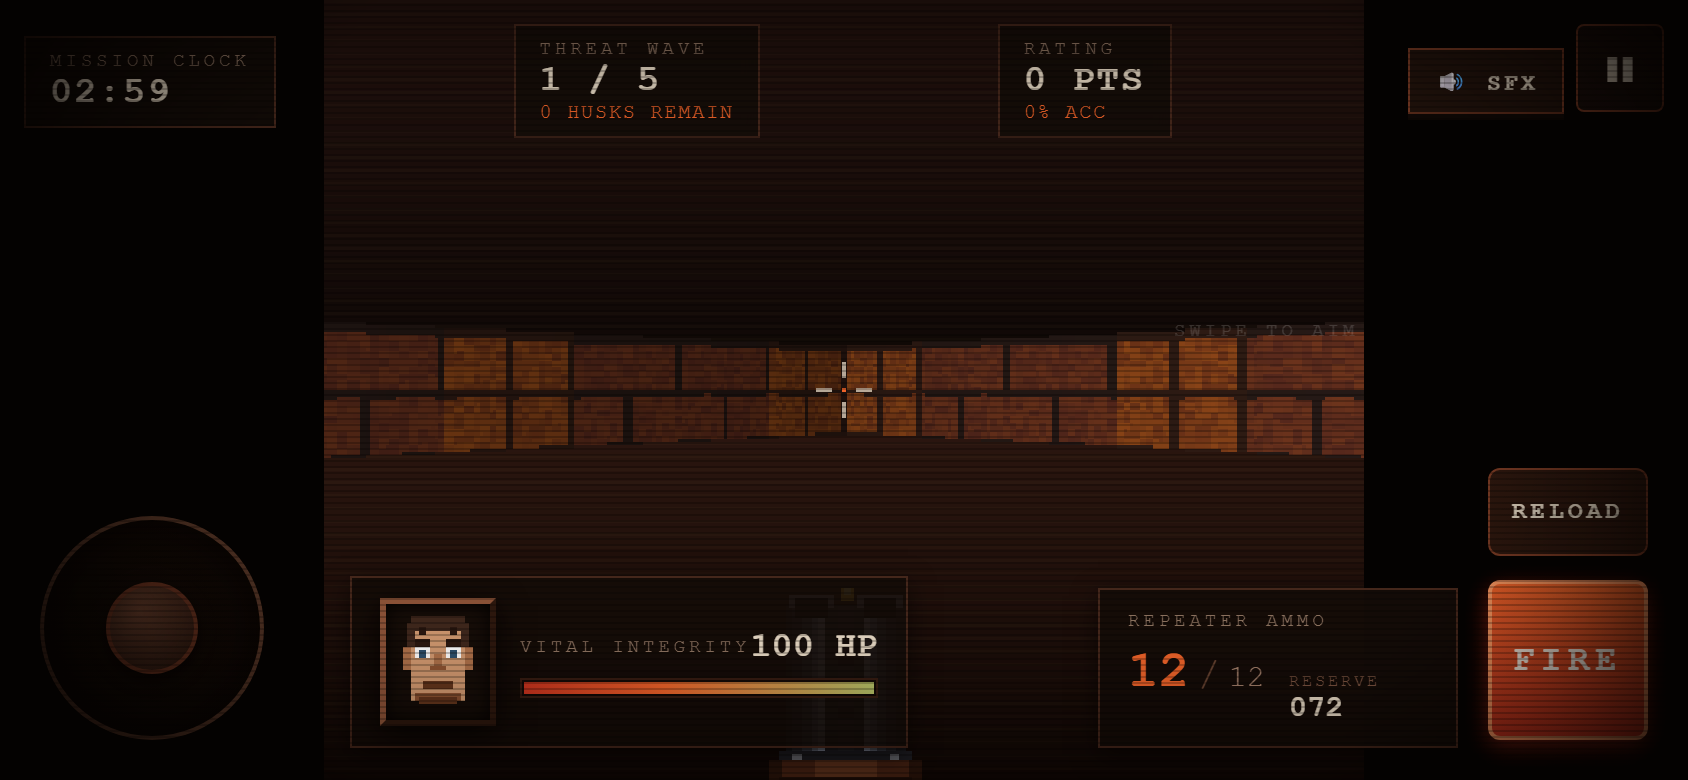 MISSION CLOCK
02:59
THREAT WAVE
1 / 5
0 HUSKS REMAIN
RATING
0 PTS
0% ACC
SFX
SWIPE TO AIM
VITAL INTEGRITY 100 HP
REPEATER AMMO
12 / 12
RESERVE
072
RELOAD
FIRE